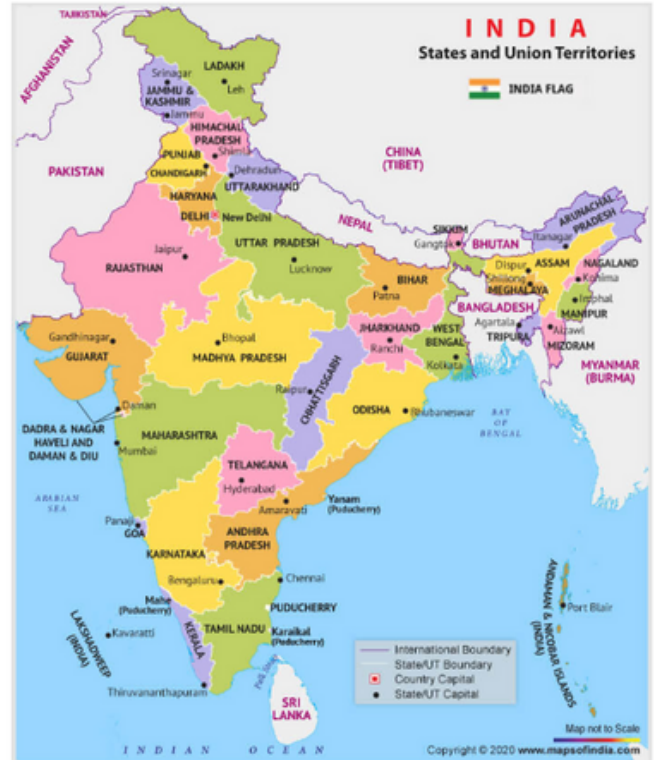 TAJIKISTAN
AFGHANISTAN
INDIA
States and Union Territories
INDIA FLAG
LADAKH
Srinagar
Leh
JAMMU &
KASHMIR
Jammu
HIMACHAL
PRADESH
Shimla
PUNJAB
CHANDIGARH
Dehradun
UTTARAKHAND
CHINA
(TIBET)
PAKISTAN
HARYANA
DELHI
New Delhi
NEPAL
ARUNACHAL
PRADESH
Itanagar
SIKKIM
Gangtok
BHUTAN
UTTAR PRADESH
Jaipur
Lucknow
RAJASTHAN
BIHAR
Patna
Dispur
ASSAM
NAGALAND
Shillong
Kohima
MEGHALAYA
Imphal
MANIPUR
BANGLADESH
Agartala
TRIPURA
Aizawl
MIZORAM
Gandhinagar
GUJARAT
Bhopal
MADHYA PRADESH
JHARKHAND
Ranchi
WEST
BENGAL
Kolkata
MYANMAR
(BURMA)
Raipur
CHHATTISGARH
Daman
ODISHA
Bhubaneswar
DADRA & NAGAR
HAVELI AND
DAMAN & DIU
MAHARASHTRA
Mumbai
BAY
OF
BENGAL
TELANGANA
Hyderabad
ARABIAN
SEA
Amaravati
Yanam
(Puducherry)
Panaji
GOA
ANDHRA
PRADESH
KARNATAKA
Bengaluru
Chennai
Mahe
(Puducherry)
PUDUCHERRY
LAKSHADWEEP
(INDIA)
Kavaratti
KERALA
TAMIL NADU
Karaikal
(Puducherry)
ANDAMAN & NICOBAR ISLANDS
(INDIA)
Port Blair
Thiruvananthapuram
SRI
LANKA
International Boundary
State/UT Boundary
Country Capital
State/UT Capital
Map not to Scale
INDIAN OCEAN
Copyright © 2020 www.mapsofindia.com